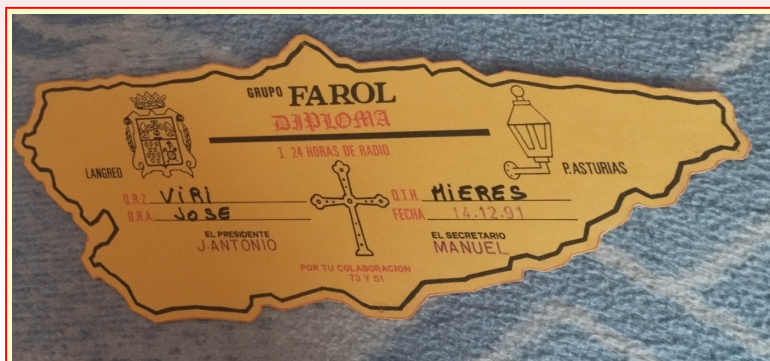 GRUPO FAROL
DIPLOMA
I 24 HORAS DE RADIO
LANGREO
P.ASTURIAS
Q.R.Z. ViRi
Q.T.H. MiERES
Q.R.A. JOSE
FECHA 14.12.91
EL PRESIDENTE
J.ANTONIO
EL SECRETARIO
MANUEL
POR TU COLABORACION
73 Y 51